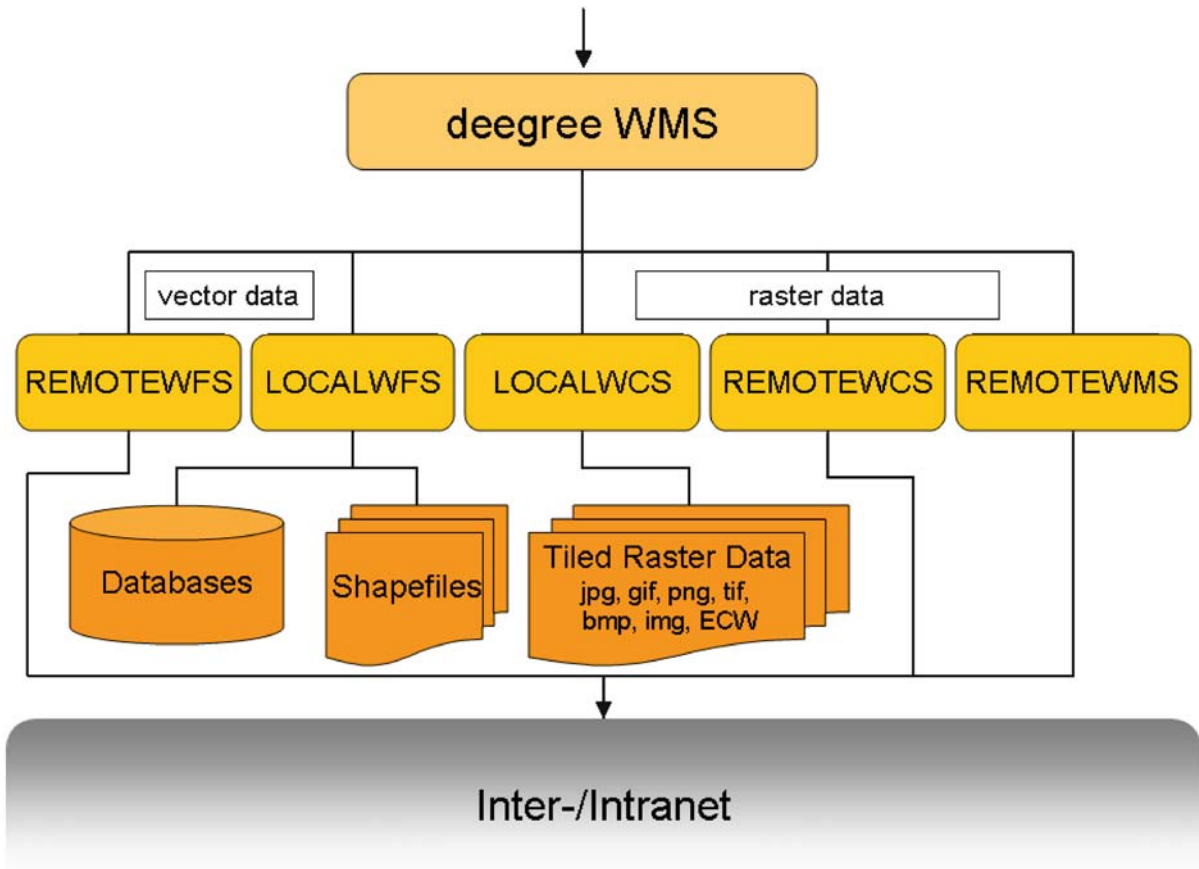 deegree WMS
vector data
raster data
REMOTEWFS
LOCALWFS
LOCALWCS
REMOTEWCS
REMOTEWMS
Databases
Shapefiles
Tiled Raster Data
jpg, gif, png, tif,
bmp, img, ECW
Inter-/Intranet